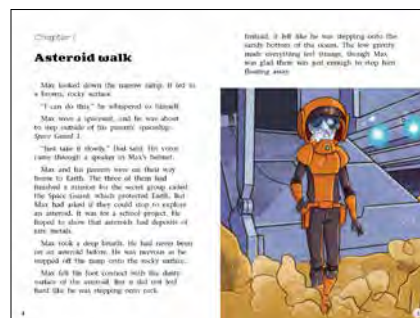 Chapter 1
Asteroid walk
Max looked down the narrow ramp. It led to
a brown, rocky surface.
"I can do this," he whispered to himself.
Max wore a spacesuit, and he was about
to step outside of his parents' spaceship–
Space Guard 1.
"Just take it slowly," Dad said. His voice
came through a speaker in Max's helmet.
Max and his parents were on their way
home to Earth. The three of them had
finished a mission for the secret group called
the Space Guard, which protected Earth. But
Max had asked if they could stop to explore
an asteroid. It was for a school project. He
hoped to show that asteroids had deposits of
rare metals.
Max took a deep breath. He had never been
on an asteroid before. He was nervous as he
stepped off the ramp onto the rocky surface.
Max felt his foot connect with the dusty
surface of the asteroid. But it did not feel
hard like he was stepping onto rock.
4
Instead, it felt like he was stepping onto the
sandy bottom of the ocean. The low gravity
made everything feel strange, though Max
was glad there was just enough to stop him
floating away.